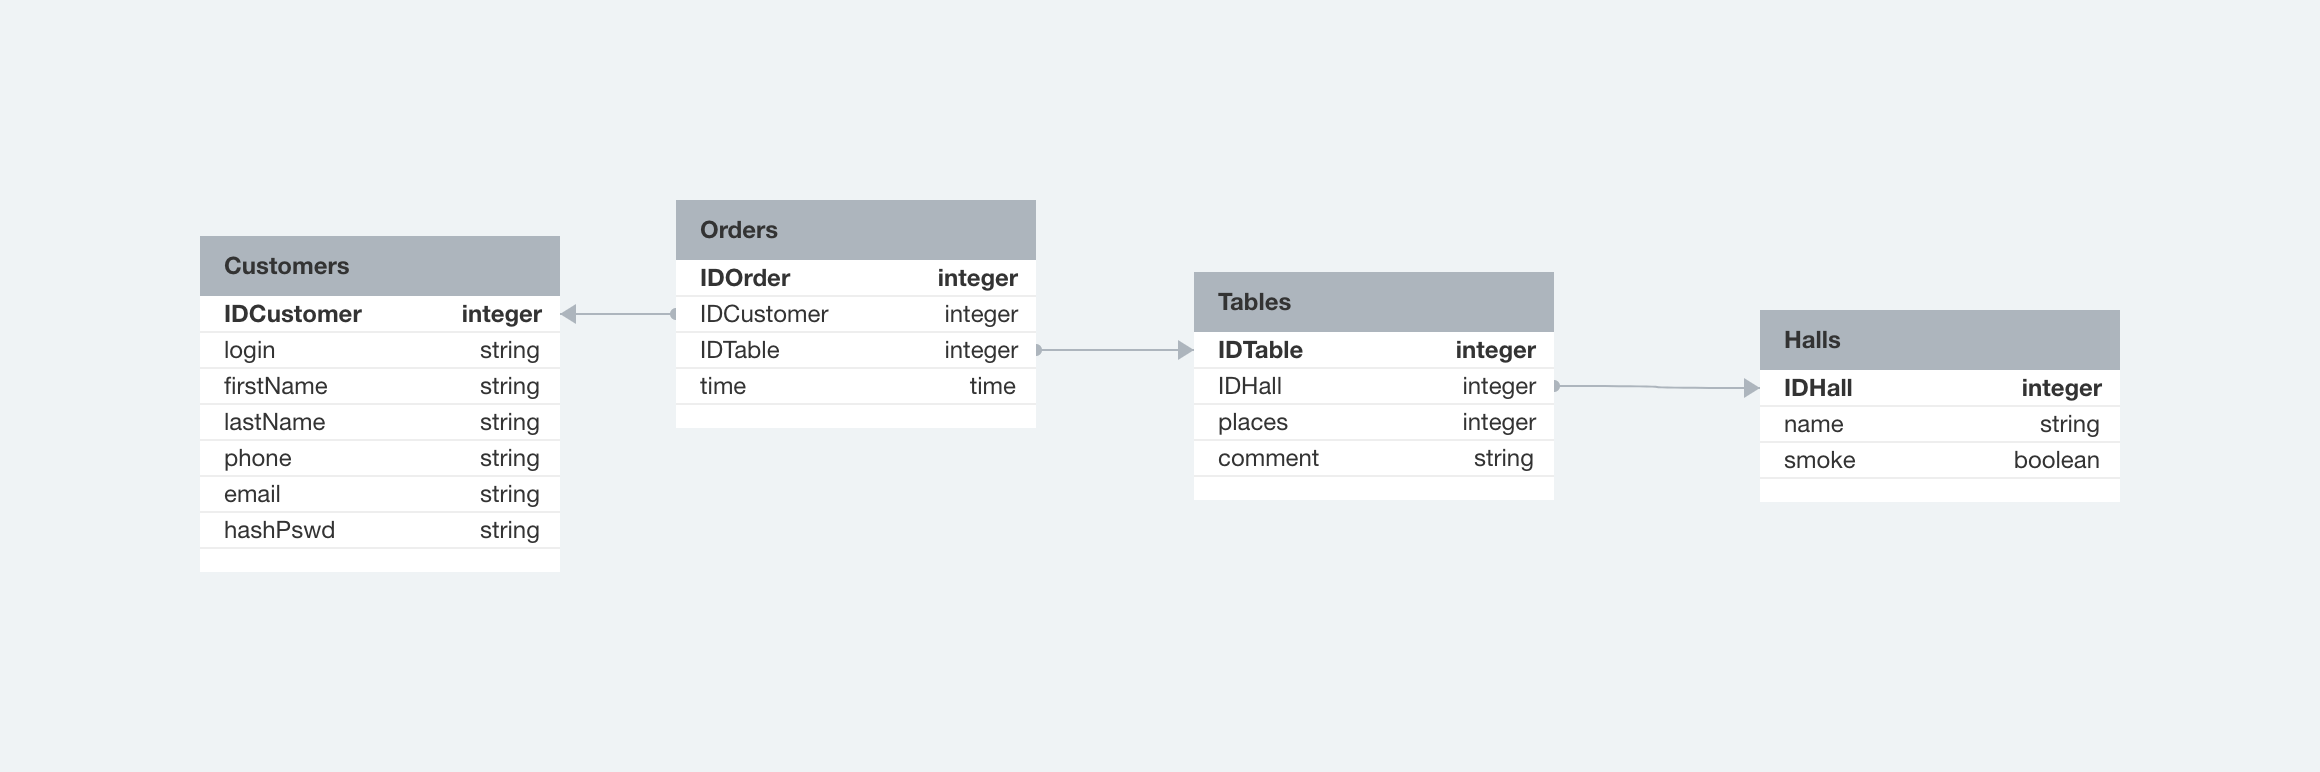 Customers
IDCustomer integer
login string
firstName string
lastName string
phone string
email string
hashPswd string
Orders
IDOrder integer
IDCustomer integer
IDTable integer
time time
Tables
IDTable integer
IDHall integer
places integer
comment string
Halls
IDHall integer
name string
smoke boolean